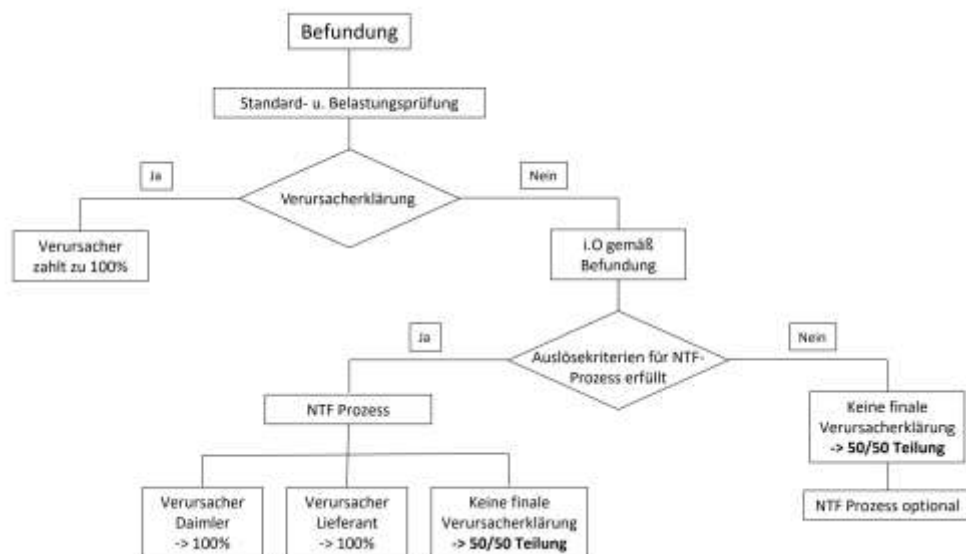 Befundung
Standard- u. Belastungsprüfung
Ja
Nein
Verursacherklärung
Verursacher
zahlt zu 100%
i.O gemäß
Befundung
Ja
Nein
Auslösekriterien für NTF-
Prozess erfüllt
NTF Prozess
Keine finale
Verursacherklärung
-> 50/50 Teilung
NTF Prozess optional
Verursacher
Daimler
-> 100%
Verursacher
Lieferant
-> 100%
Keine finale
Verursacherklärung
-> 50/50 Teilung